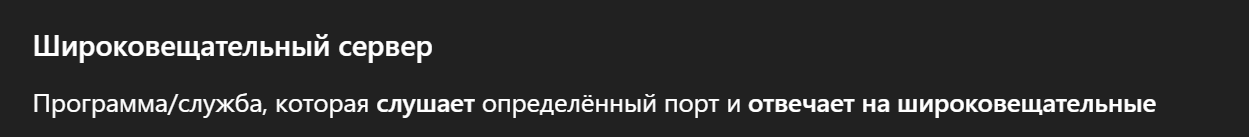 Широковещательный сервер
Программа/служба, которая слушает определённый порт и отвечает на широковещательные